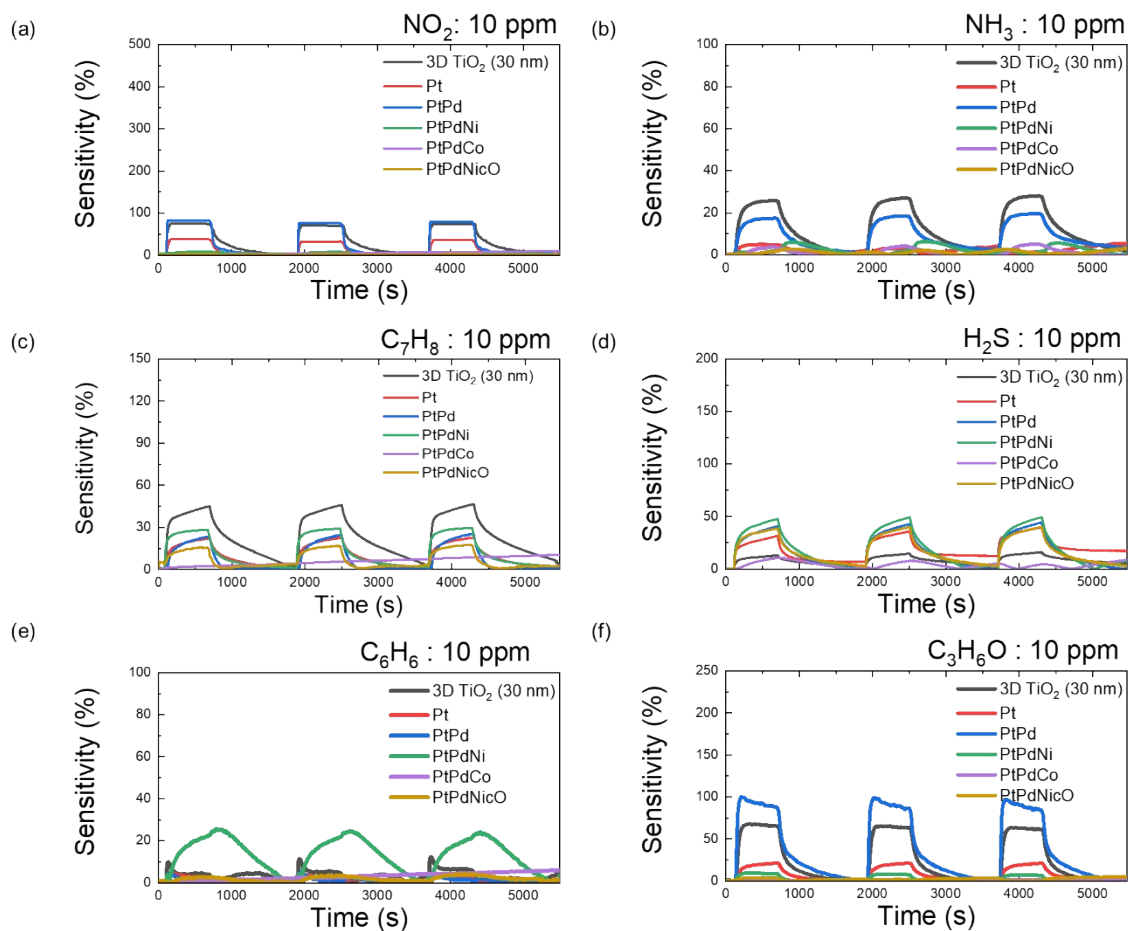 (a)
NO₂: 10 ppm
Sensitivity (%)
500
400
300
200
100
0
3D TiO₂ (30 nm)
Pt
PtPd
PtPdNi
PtPdCo
PtPdNicO
0 1000 2000 3000 4000 5000
Time (s)
(b)
NH₃ : 10 ppm
Sensitivity (%)
100
80
60
40
20
0
3D TiO₂ (30 nm)
Pt
PtPd
PtPdNi
PtPdCo
PtPdNicO
0 1000 2000 3000 4000 5000
Time (s)
(c)
C₇H₈ : 10 ppm
Sensitivity (%)
150
120
90
60
30
0
3D TiO₂ (30 nm)
Pt
PtPd
PtPdNi
PtPdCo
PtPdNicO
0 1000 2000 3000 4000 5000
Time (s)
(d)
H₂S : 10 ppm
Sensitivity (%)
200
150
100
50
0
3D TiO₂ (30 nm)
Pt
PtPd
PtPdNi
PtPdCo
PtPdNicO
0 1000 2000 3000 4000 5000
Time (s)
(e)
C₆H₆ : 10 ppm
Sensitivity (%)
100
80
60
40
20
0
3D TiO₂ (30 nm)
Pt
PtPd
PtPdNi
PtPdCo
PtPdNicO
0 1000 2000 3000 4000 5000
Time (s)
(f)
C₃H₆O : 10 ppm
Sensitivity (%)
250
200
150
100
50
0
3D TiO₂ (30 nm)
Pt
PtPd
PtPdNi
PtPdCo
PtPdNicO
0 1000 2000 3000 4000 5000
Time (s)